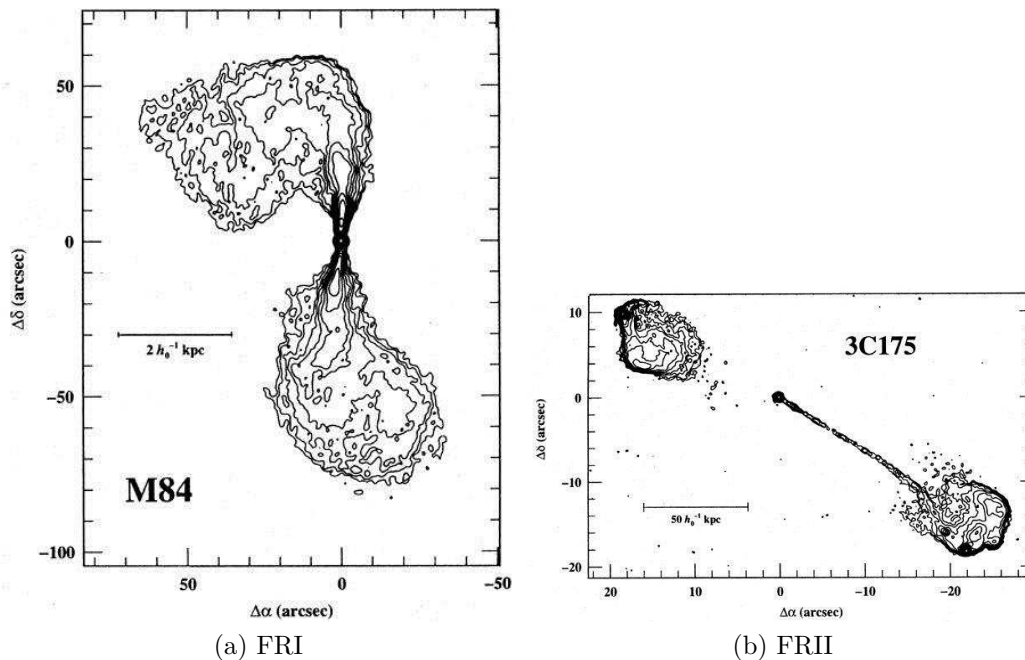 50
0
−50
−100
Δδ (arcsec)
2 h₀⁻¹ kpc
M84
50
0
−50
Δα (arcsec)
(a) FRI
10
0
−10
−20
Δδ (arcsec)
3C175
50 h₀⁻¹ kpc
20
10
0
−10
−20
Δα (arcsec)
(b) FRII